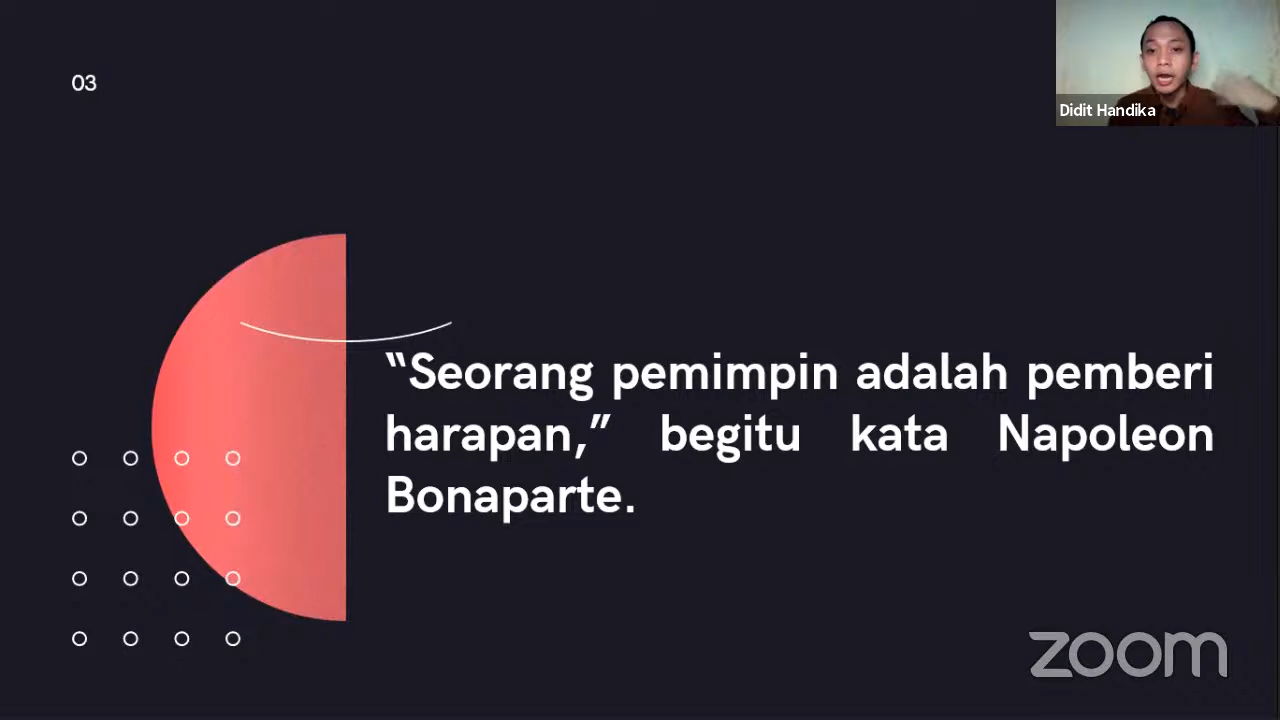 03
Didit Handika
“Seorang pemimpin adalah pemberi
harapan,” begitu kata Napoleon
Bonaparte.
zoom